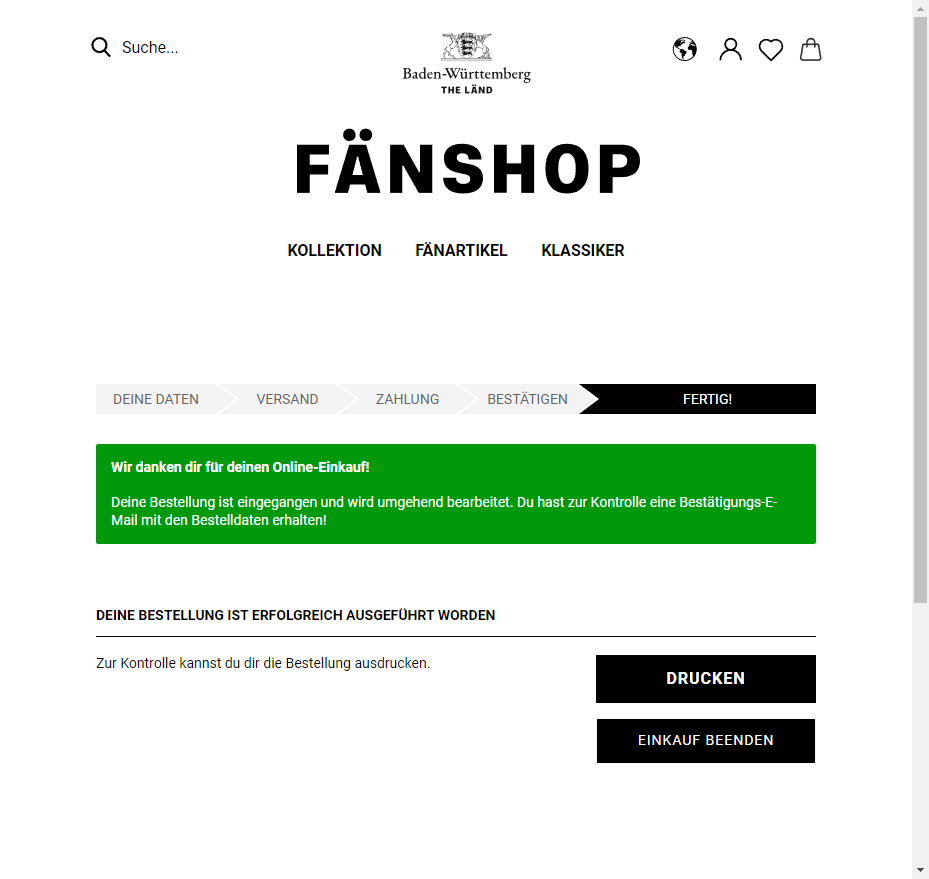 Suche...
Baden-Württemberg
THE LÄND
FÄNSHOP
KOLLEKTION FÄNARTIKEL KLASSIKER
DEINE DATEN VERSAND ZAHLUNG BESTÄTIGEN FERTIG!
Wir danken dir für deinen Online-Einkauf!
Deine Bestellung ist eingegangen und wird umgehend bearbeitet. Du hast zur Kontrolle eine Bestätigungs-E-
Mail mit den Bestelldaten erhalten!
DEINE BESTELLUNG IST ERFOLGREICH AUSGEFÜHRT WORDEN
Zur Kontrolle kannst du dir die Bestellung ausdrucken.
DRUCKEN
EINKAUF BEENDEN